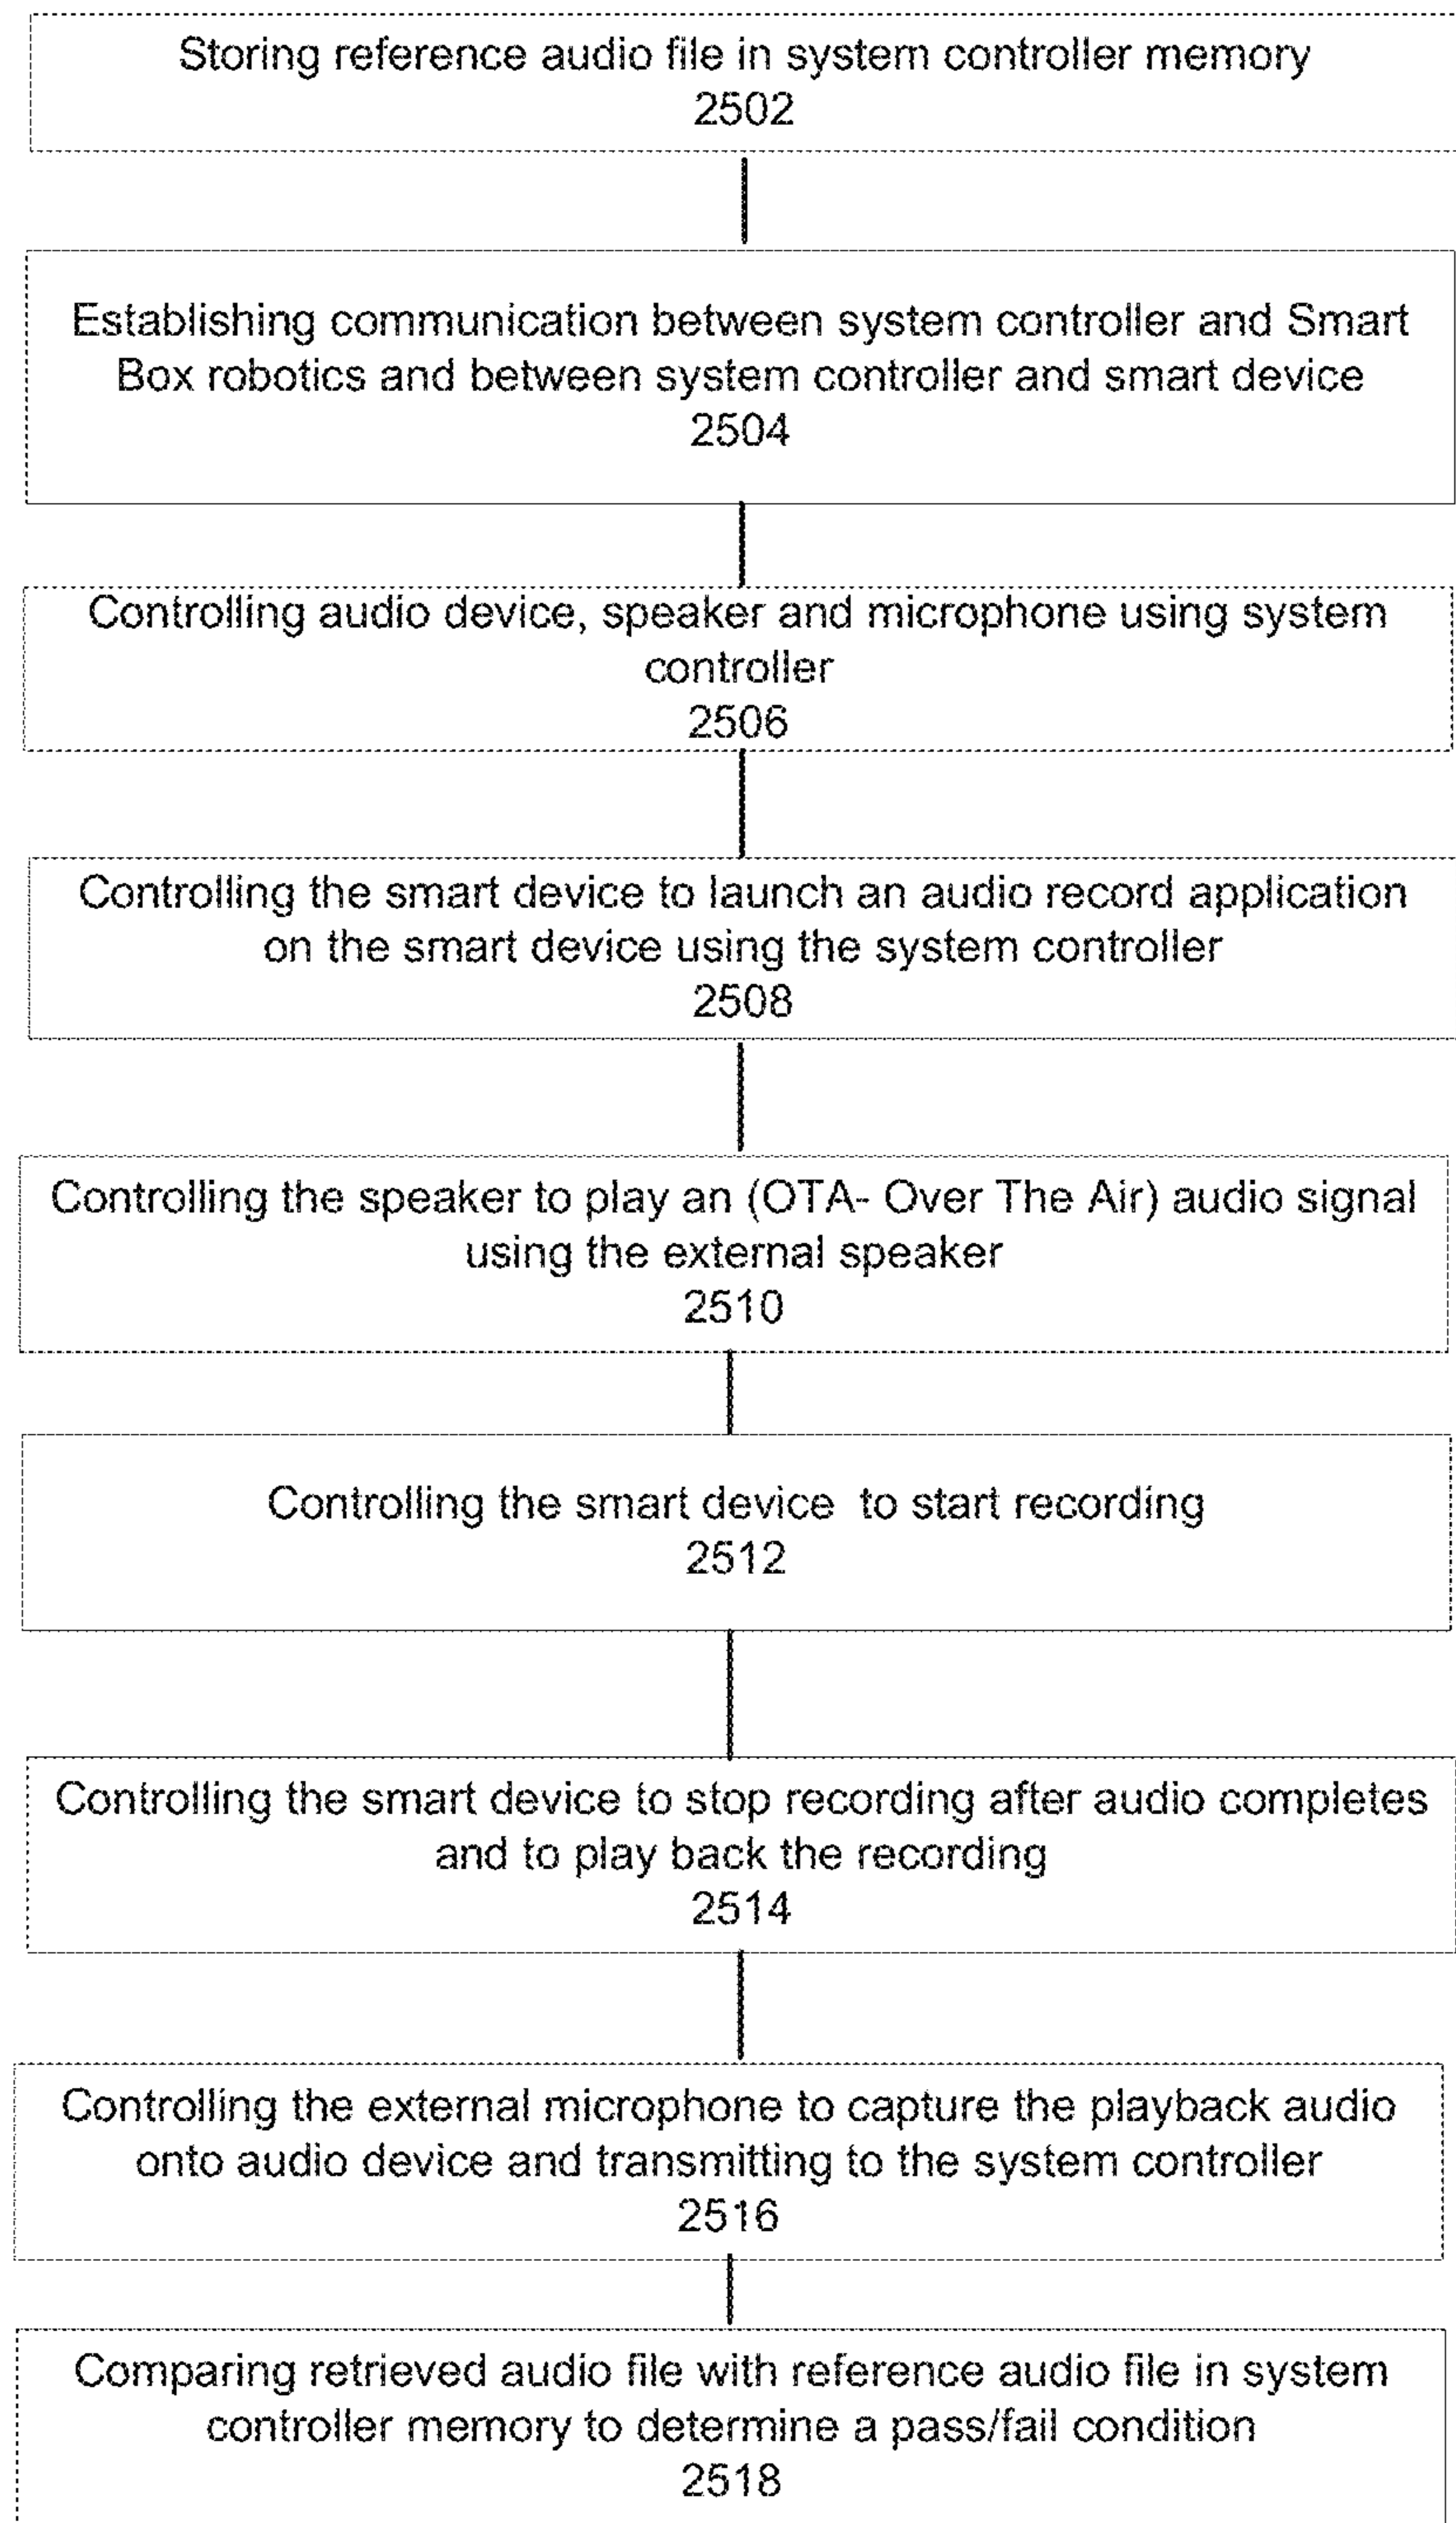 Storing reference audio file in system controller memory
2502
Establishing communication between system controller and Smart
Box robotics and between system controller and smart device
2504
Controlling audio device, speaker and microphone using system
controller
2506
Controlling the smart device to launch an audio record application
on the smart device using the system controller
2508
Controlling the speaker to play an (OTA- Over The Air) audio signal
using the external speaker
2510
Controlling the smart device to start recording
2512
Controlling the smart device to stop recording after audio completes
and to play back the recording
2514
Controlling the external microphone to capture the playback audio
onto audio device and transmitting to the system controller
2516
Comparing retrieved audio file with reference audio file in system
controller memory to determine a pass/fail condition
2518